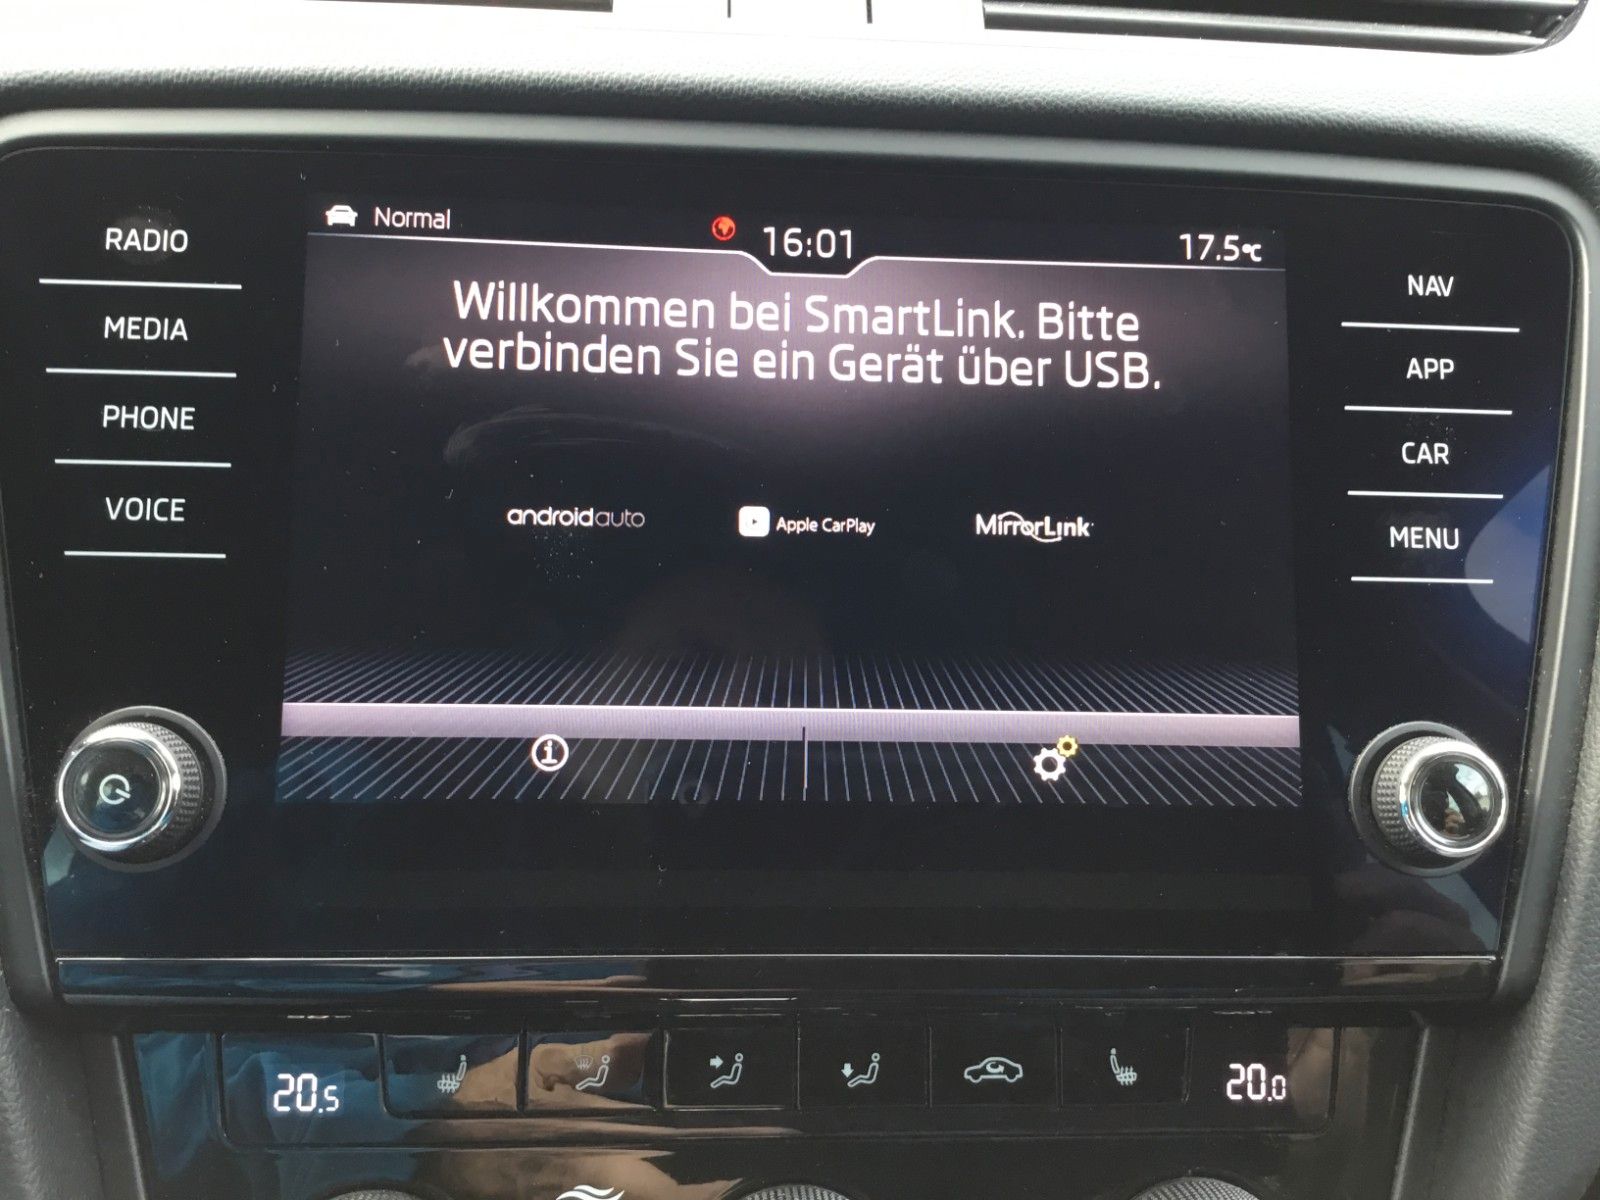 Normal
16:01
17.5°C
Willkommen bei SmartLink. Bitte
verbinden Sie ein Gerät über USB.
androidauto
Apple CarPlay
MirrorLink
RADIO
MEDIA
PHONE
VOICE
NAV
APP
CAR
MENU
20.5
20.0